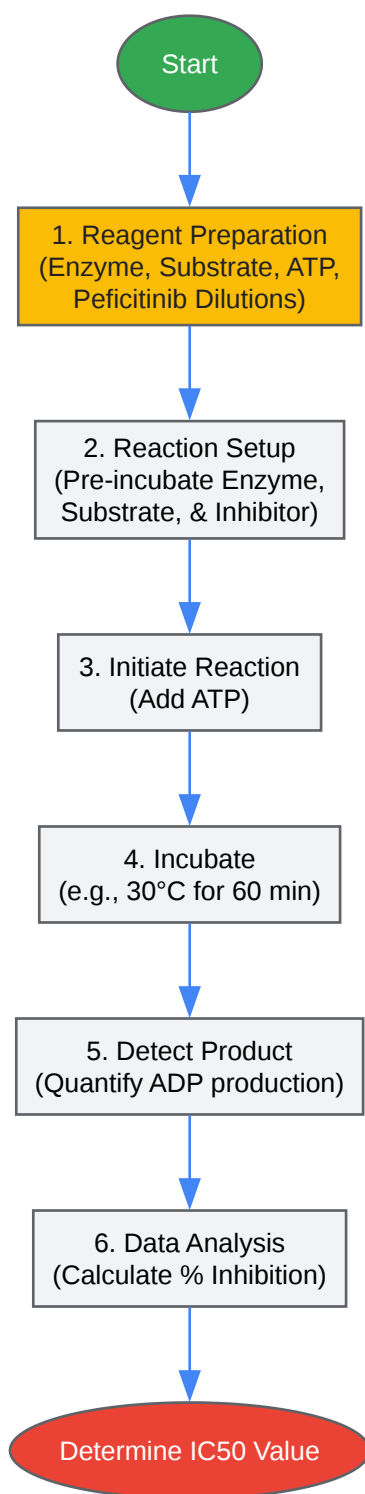 Start
1. Reagent Preparation
(Enzyme, Substrate, ATP,
Peficitinib Dilutions)
2. Reaction Setup
(Pre-incubate Enzyme,
Substrate, & Inhibitor)
3. Initiate Reaction
(Add ATP)
4. Incubate
(e.g., 30°C for 60 min)
5. Detect Product
(Quantify ADP production)
6. Data Analysis
(Calculate % Inhibition)
Determine IC50 Value